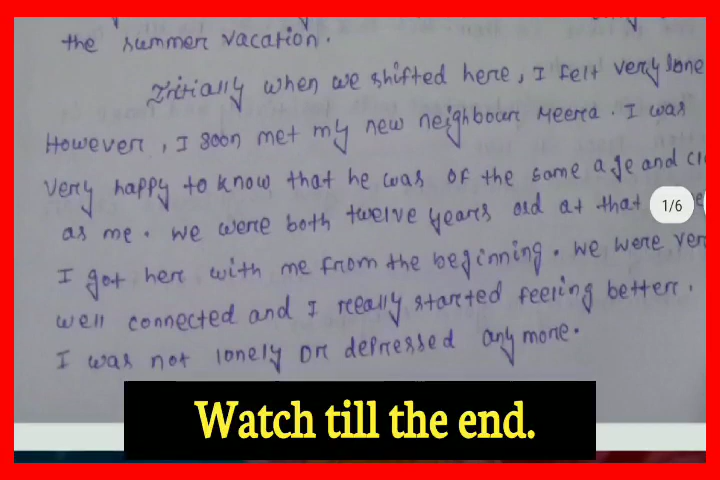 the summer vacation.
Initially when we shifted here, I felt very lone
However, I soon met my new neighbour Meera. I was
very happy to know that he was of the same age and cl
as me. We were both twelve years old at that
1/6
I got her with me from the beginning. We were ver
well connected and I really started feeling better.
I was not lonely or depressed anymore.
Watch till the end.